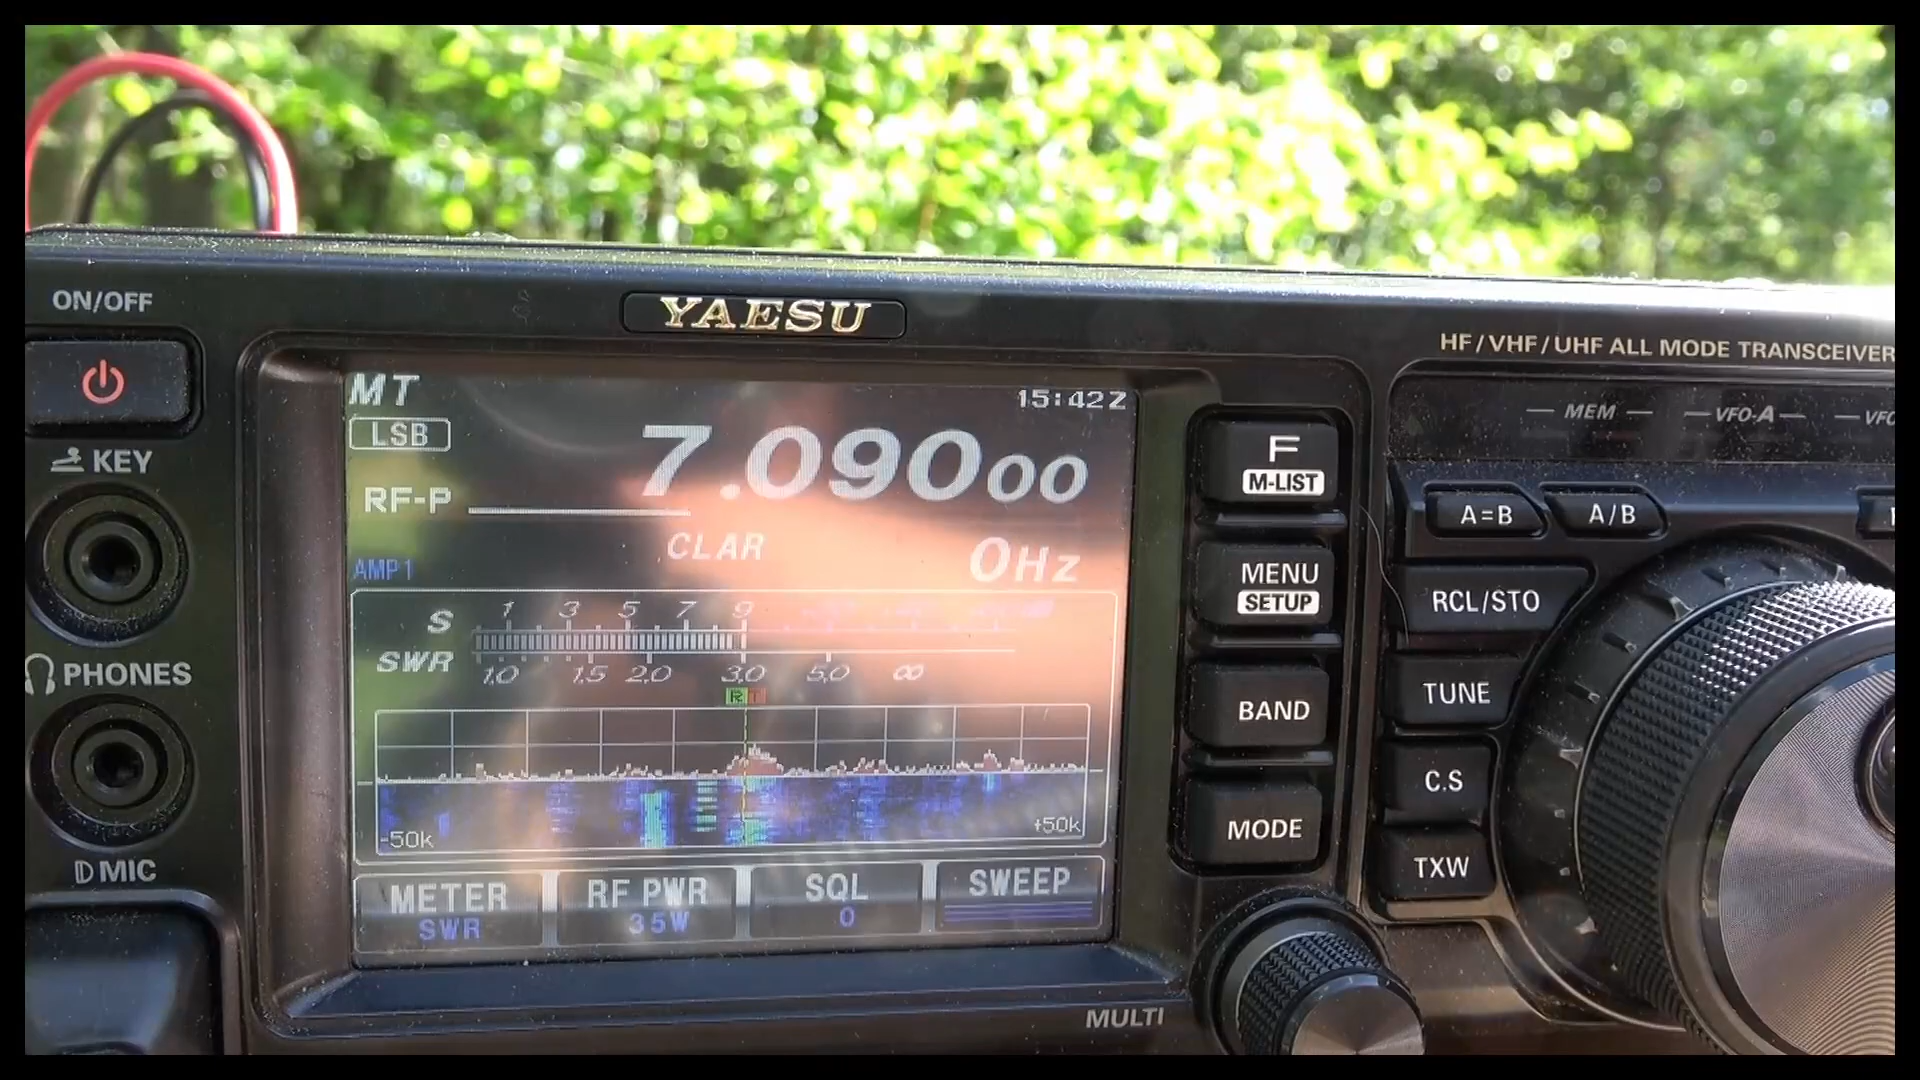 ON/OFF
YAESU
HF/VHF/UHF ALL MODE TRANSCEIVER
MT
15:42Z
LSB
7.09000
RF-P
CLAR
0Hz
AMP1
S 1 3 5 7 9
SWR 1.0 1.5 2.0 3.0 5.0 ∞
R T
-50k +50k
METER
SWR
RF PWR
35W
SQL
0
SWEEP
KEY
PHONES
MIC
F
M-LIST
MENU
SETUP
BAND
MODE
MEM VFO-A
A=B A/B
RCL/STO
TUNE
C.S
TXW
MULTI